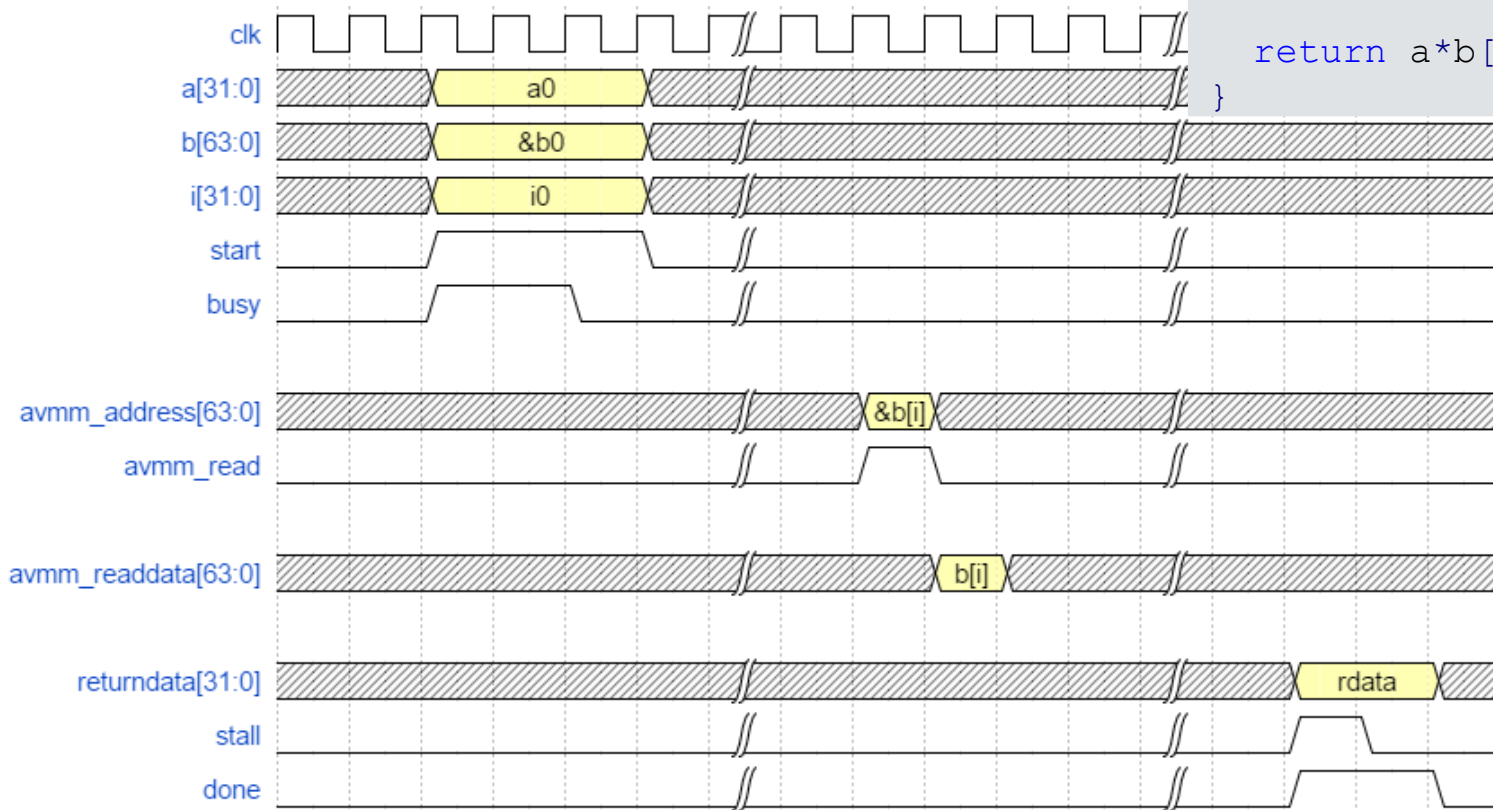 clk
return a*b[
}
a[31:0] a0
b[63:0] &b0
i[31:0] i0
start
busy
avmm_address[63:0] &b[i]
avmm_read
avmm_readdata[63:0] b[i]
returndata[31:0] rdata
stall
done